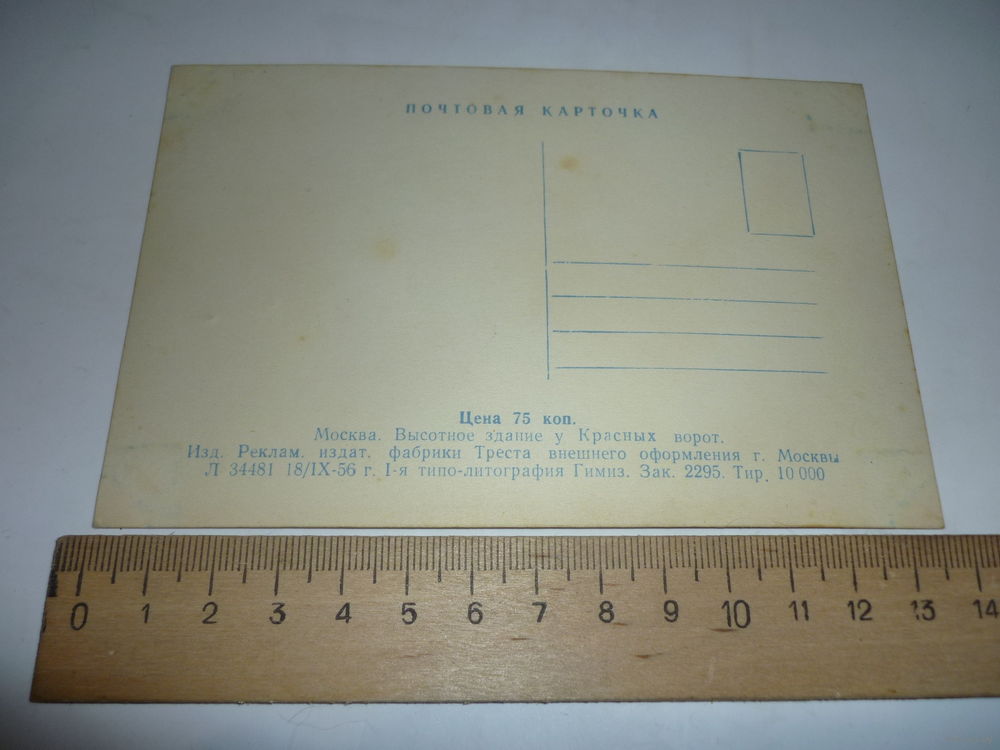 ПОЧТОВАЯ КАРТОЧКА
Цена 75 коп.
Москва. Высотное здание у Красных ворот.
Изд. Реклам. издат. фабрики Треста внешнего оформления г. Москвы
Л 34481 18/IX-56 г. I-я типо-литография Гимиз. Зак. 2295. Тир. 10 000
0 1 2 3 4 5 6 7 8 9 10 11 12 13 14